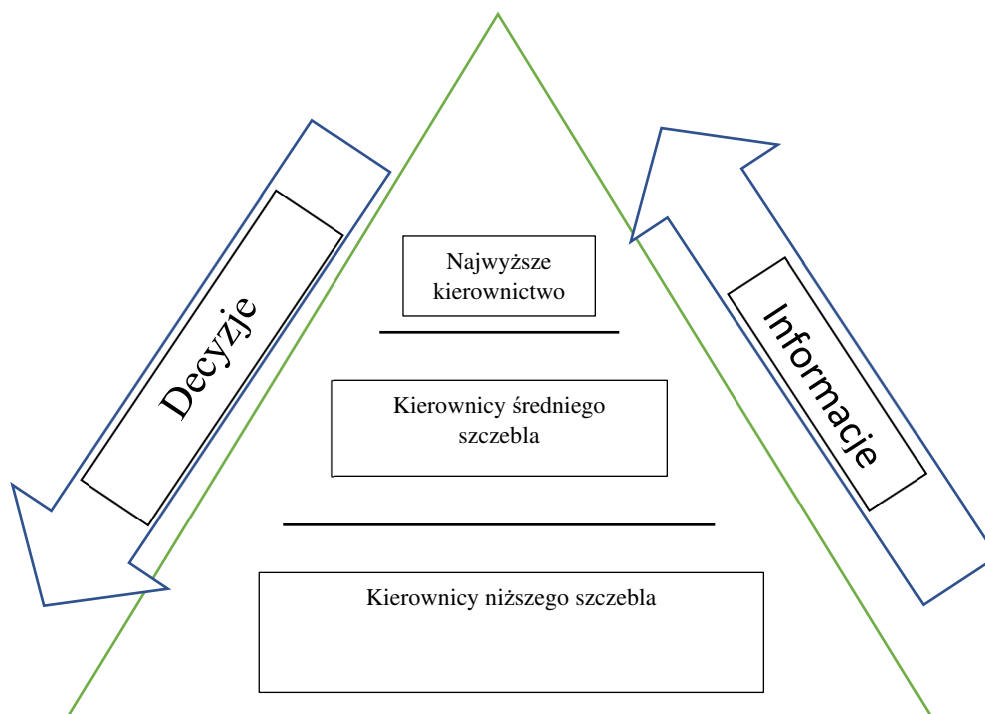 Najwyższe
kierownictwo
Decyzje
Informacje
Kierownicy średniego
szczebla
Kierownicy niższego szczebla